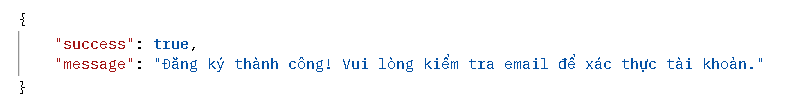 {
"success": true,
"message": "Đăng ký thành công! Vui lòng kiểm tra email để xác thực tài khoản."
}